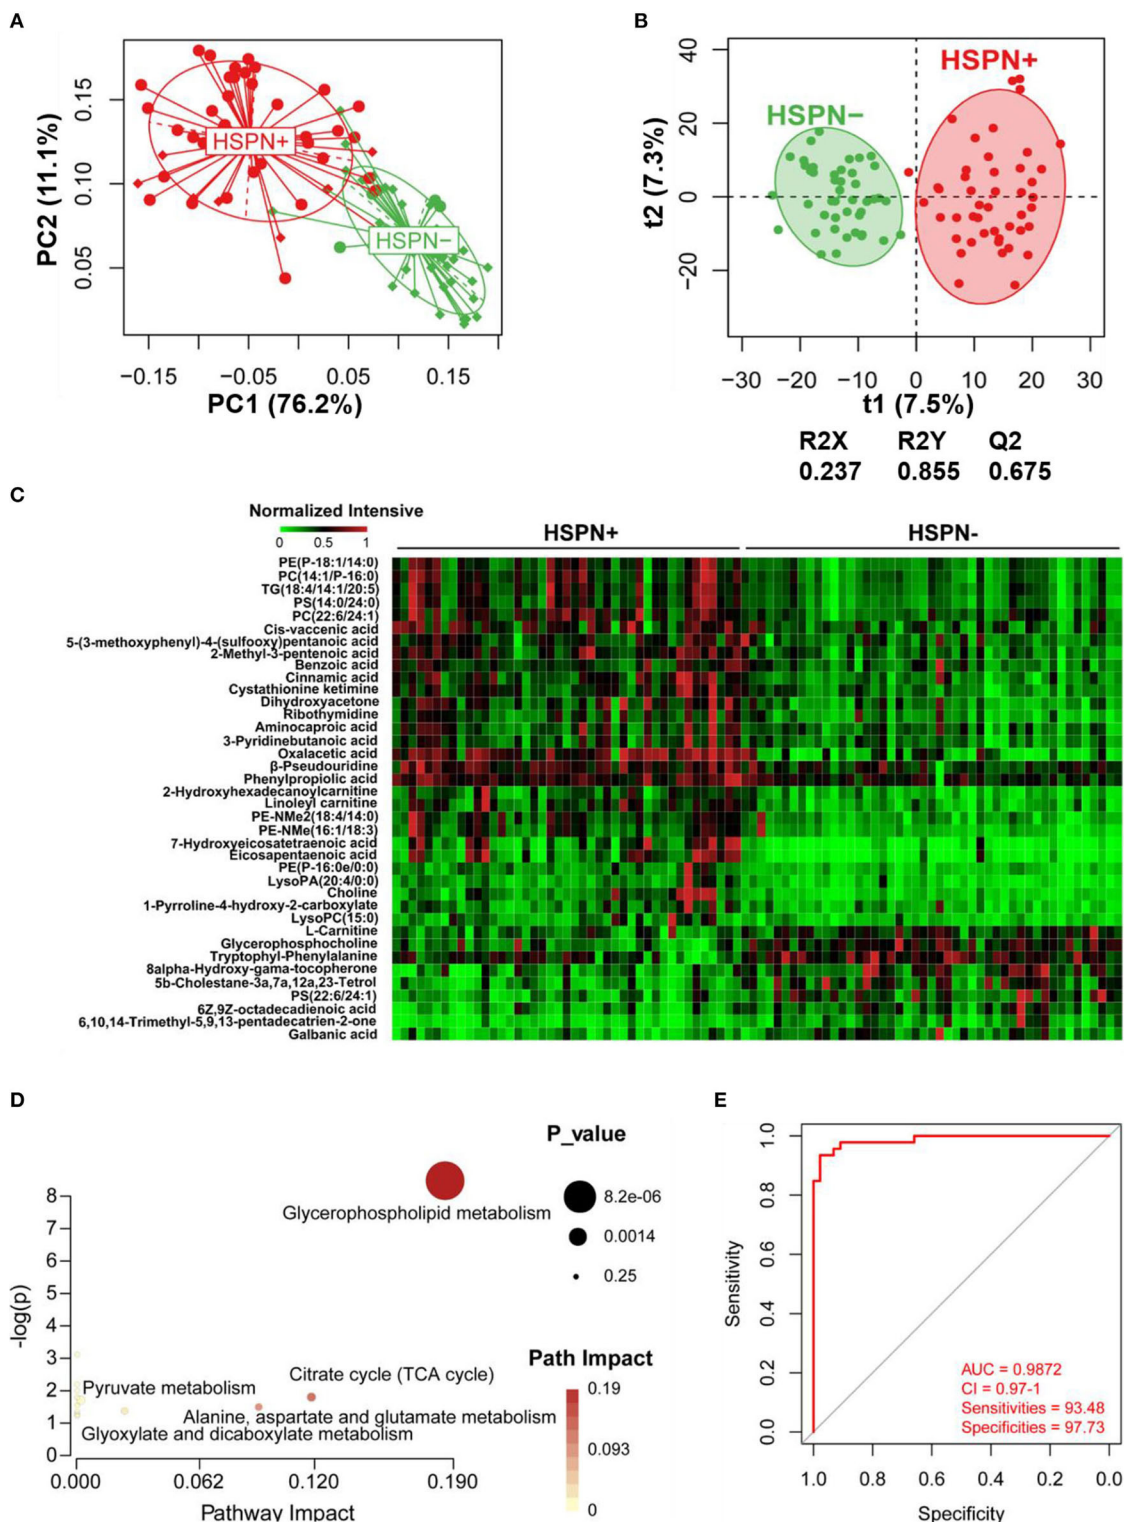 A
0.15
0.10
0.05
PC2 (11.1%)
HSPN+
HSPN−
−0.15
−0.05
0.05
0.15
PC1 (76.2%)
B
40
20
0
−20
t2 (7.3%)
HSPN+
HSPN−
−30
−20
−10
0
10
20
30
t1 (7.5%)
R2X R2Y Q2
0.237 0.855 0.675
C
Normalized Intensive
0 0.5 1
HSPN+
HSPN-
PE(P-18:1/14:0)
PC(14:1/P-16:0)
TG(18:4/14:1/20:5)
PS(14:0/24:0)
PC(22:6/24:1)
Cis-vaccenic acid
5-(3-methoxyphenyl)-4-(sulfooxy)pentanoic acid
2-Methyl-3-pentenoic acid
Benzoic acid
Cinnamic acid
Cystathionine ketimine
Dihydroxyacetone
Ribothymidine
Aminocaproic acid
3-Pyridinebutanoic acid
Oxalacetic acid
β-Pseudouridine
Phenylpropiolic acid
2-Hydroxyhexadecanoylcarnitine
Linoleyl carnitine
PE-NMe2(18:4/14:0)
PE-NMe(16:1/18:3)
7-Hydroxyeicosatetraenoic acid
Eicosapentaenoic acid
PE(P-16:0e/0:0)
LysoPA(20:4/0:0)
Choline
1-Pyrroline-4-hydroxy-2-carboxylate
LysoPC(15:0)
L-Carnitine
Glycerophosphocholine
Tryptophyl-Phenylalanine
8alpha-Hydroxy-gama-tocopherone
5b-Cholestane-3a,7a,12a,23-Tetrol
PS(22:6/24:1)
6Z,9Z-octadecadienoic acid
6,10,14-Trimethyl-5,9,13-pentadecatrien-2-one
Galbanic acid
D
8
7
6
5
4
3
2
1
0
-log(p)
Glycerophospholipid metabolism
Citrate cycle (TCA cycle)
Pyruvate metabolism
Alanine, aspartate and glutamate metabolism
Glyoxylate and dicaboxylate metabolism
0.000
0.062
0.120
0.190
Pathway Impact
P_value
8.2e-06
0.0014
0.25
Path Impact
0.19
0.093
0
E
1.0
0.8
0.6
0.4
0.2
0.0
Sensitivity
AUC = 0.9872
CI = 0.97-1
Sensitivities = 93.48
Specificities = 97.73
1.0
0.8
0.6
0.4
0.2
0.0
Specificity